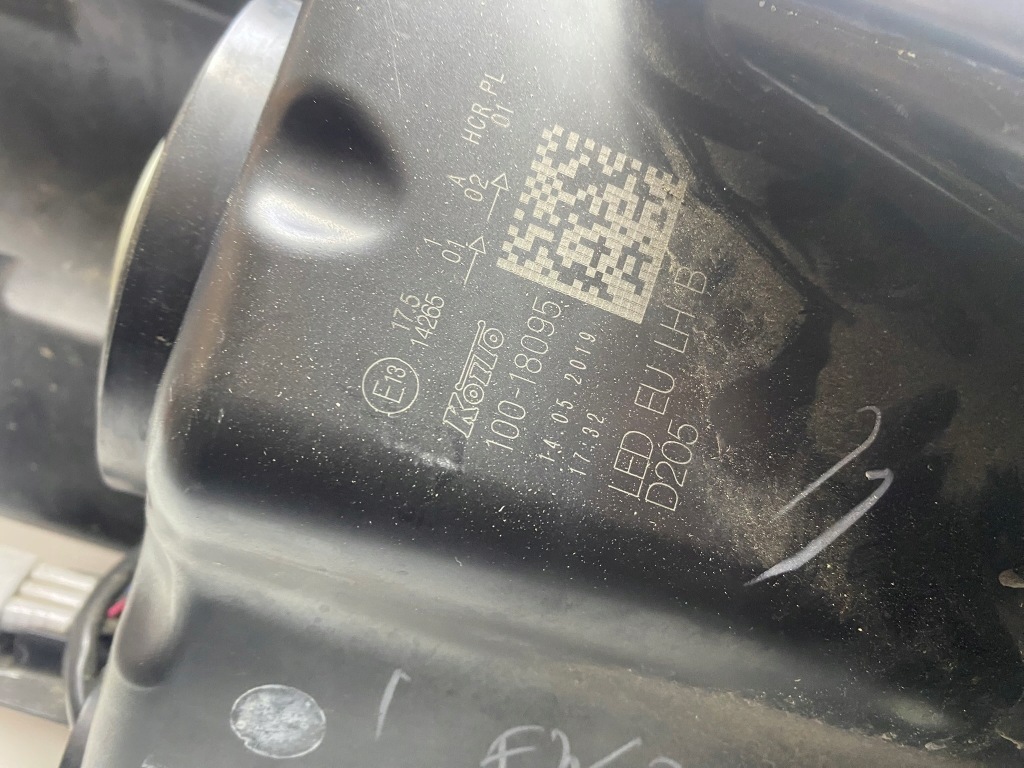 HCR PL
01
A
02
1
01
17.5
14265
E13
KOITO
100-18095
14.05.2019
17:32
LED EU LH B
D205